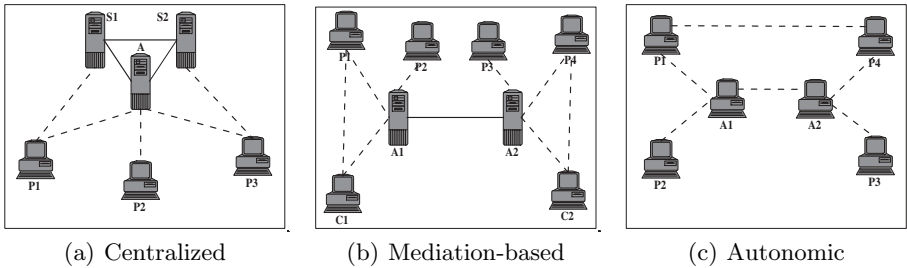 S1 S2
A
P1 P2 P3
P1 P2 P3 P4
A1 A2
C1 C2
P1 P4
A1 A2
P2 P3
(a) Centralized (b) Mediation-based (c) Autonomic